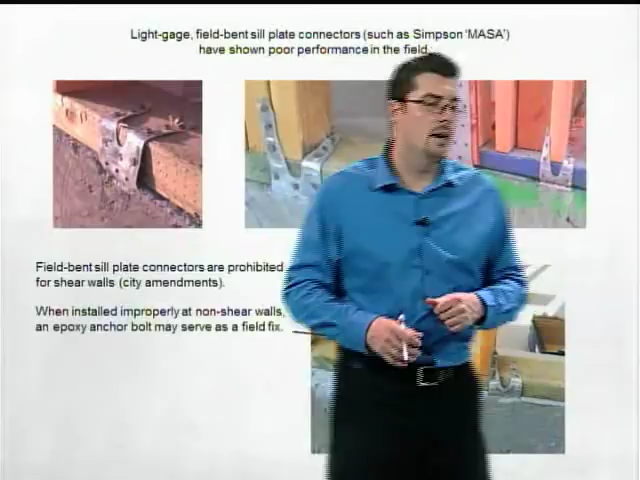 Light-gage, field-bent sill plate connectors (such as Simpson 'MASA')
have shown poor performance in the field.
Field-bent sill plate connectors are prohibited
for shear walls (city amendments).
When installed improperly at non-shear walls,
an epoxy anchor bolt may serve as a field fix.